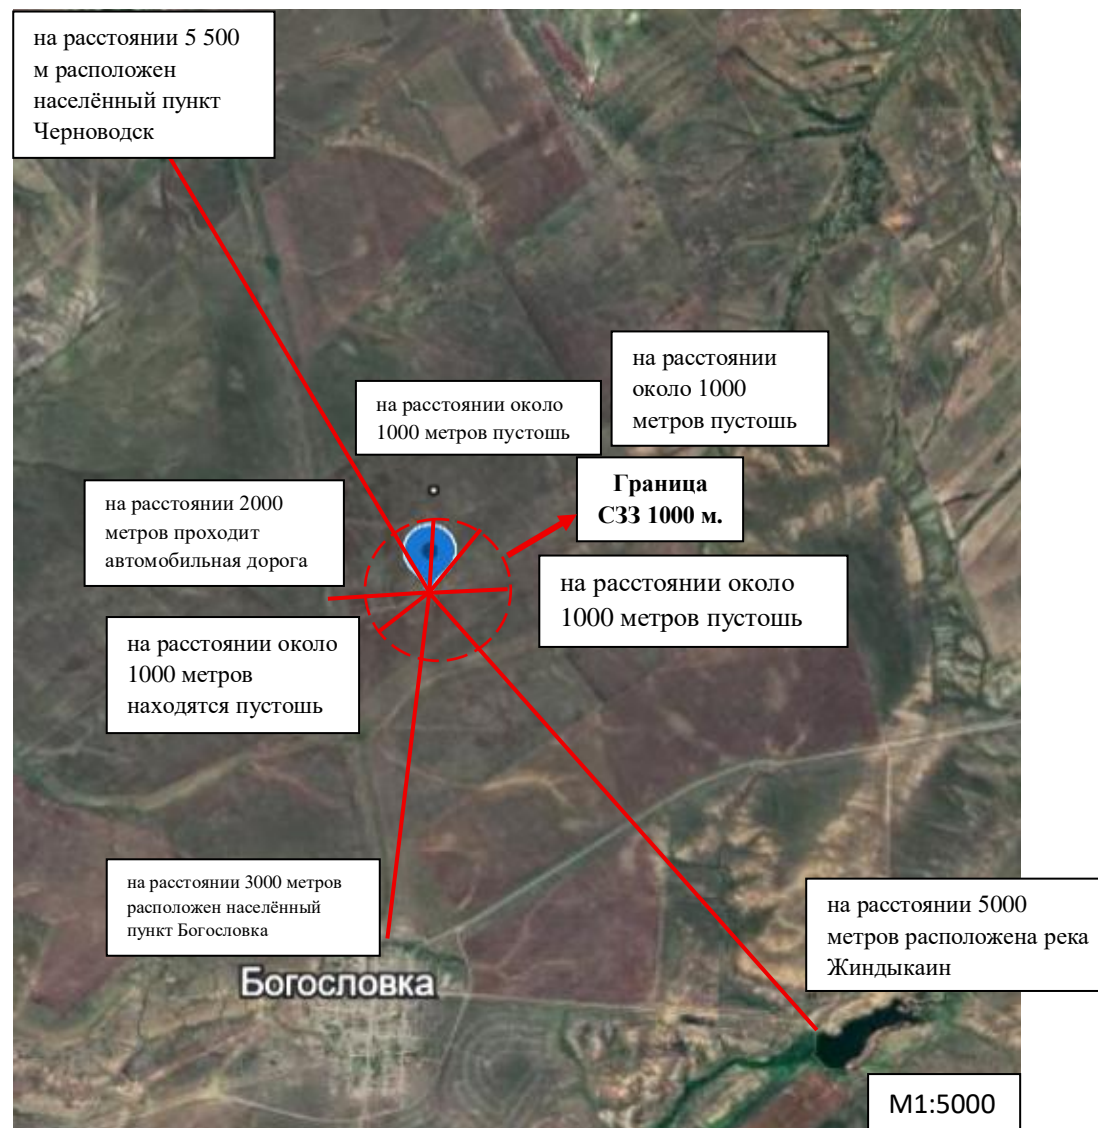 на расстоянии 5 500
м расположен
населённый пункт
Черноводск
на расстоянии
около 1000
метров пустошь
на расстоянии около
1000 метров пустошь
Граница
СЗЗ 1000 м.
на расстоянии 2000
метров проходит
автомобильная дорога
на расстоянии около
1000 метров пустошь
на расстоянии около
1000 метров
находятся пустошь
на расстоянии 3000 метров
расположен населённый
пункт Богословка
на расстоянии 5000
метров расположена река
Жиндыкаин
Богословка
М1:5000